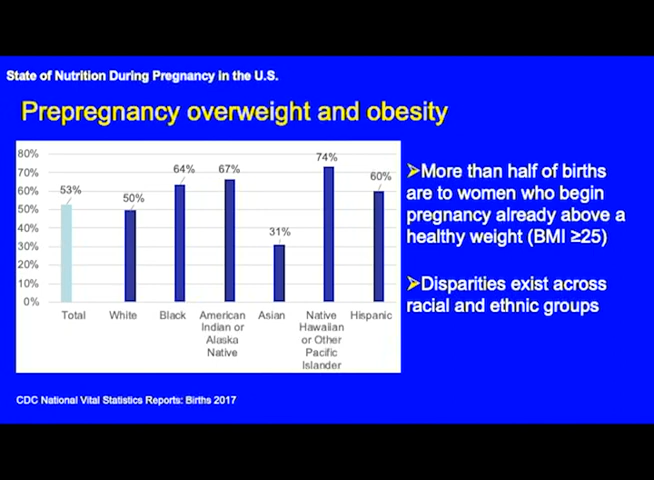 State of Nutrition During Pregnancy in the U.S.
Prepregnancy overweight and obesity
80%
70%
60%
50%
40%
30%
20%
10%
0%
53%
50%
64%
67%
31%
74%
60%
Total
White
Black
American
Indian or
Alaska
Native
Asian
Native
Hawaiian
or Other
Pacific
Islander
Hispanic
➢More than half of births
are to women who begin
pregnancy already above a
healthy weight (BMI ≥25)
➢Disparities exist across
racial and ethnic groups
CDC National Vital Statistics Reports: Births 2017